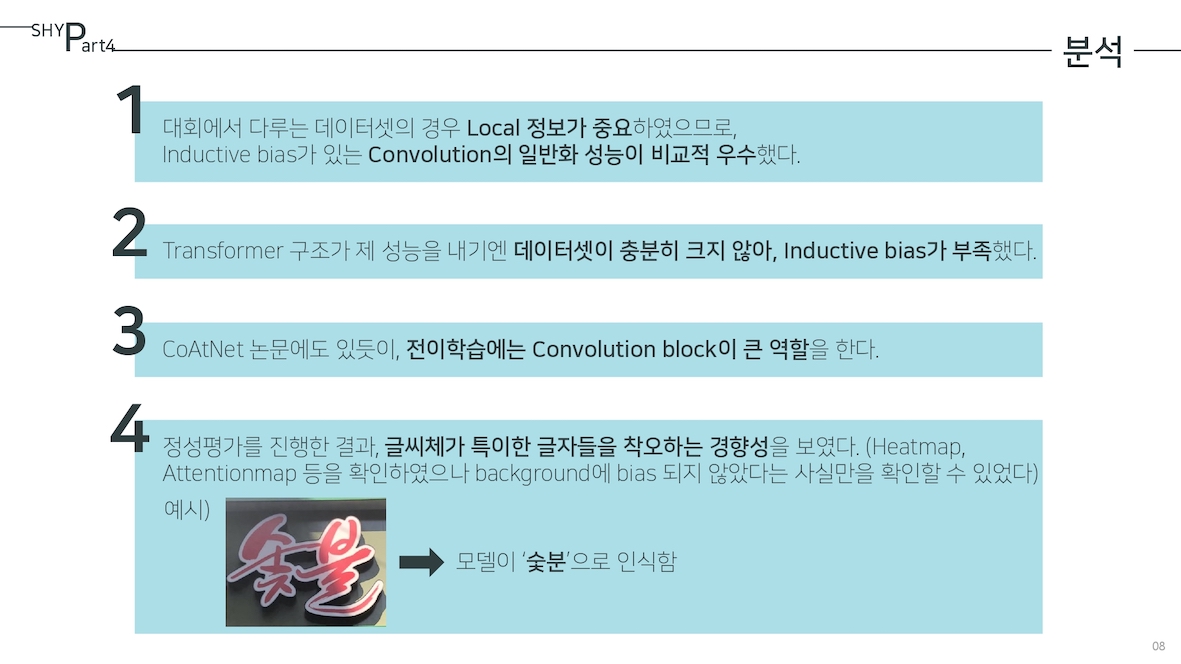 SHY Part4
분석
1
대회에서 다루는 데이터셋의 경우 Local 정보가 중요하였으므로,
Inductive bias가 있는 Convolution의 일반화 성능이 비교적 우수했다.
2
Transformer 구조가 제 성능을 내기엔 데이터셋이 충분히 크지 않아, Inductive bias가 부족했다.
3
CoAtNet 논문에도 있듯이, 전이학습에는 Convolution block이 큰 역할을 한다.
4
정성평가를 진행한 결과, 글씨체가 특이한 글자들을 착오하는 경향성을 보였다. (Heatmap,
Attentionmap 등을 확인하였으나 background에 bias 되지 않았다는 사실만을 확인할 수 있었다)
예시)
숯불
모델이 ‘숯분’으로 인식함
08